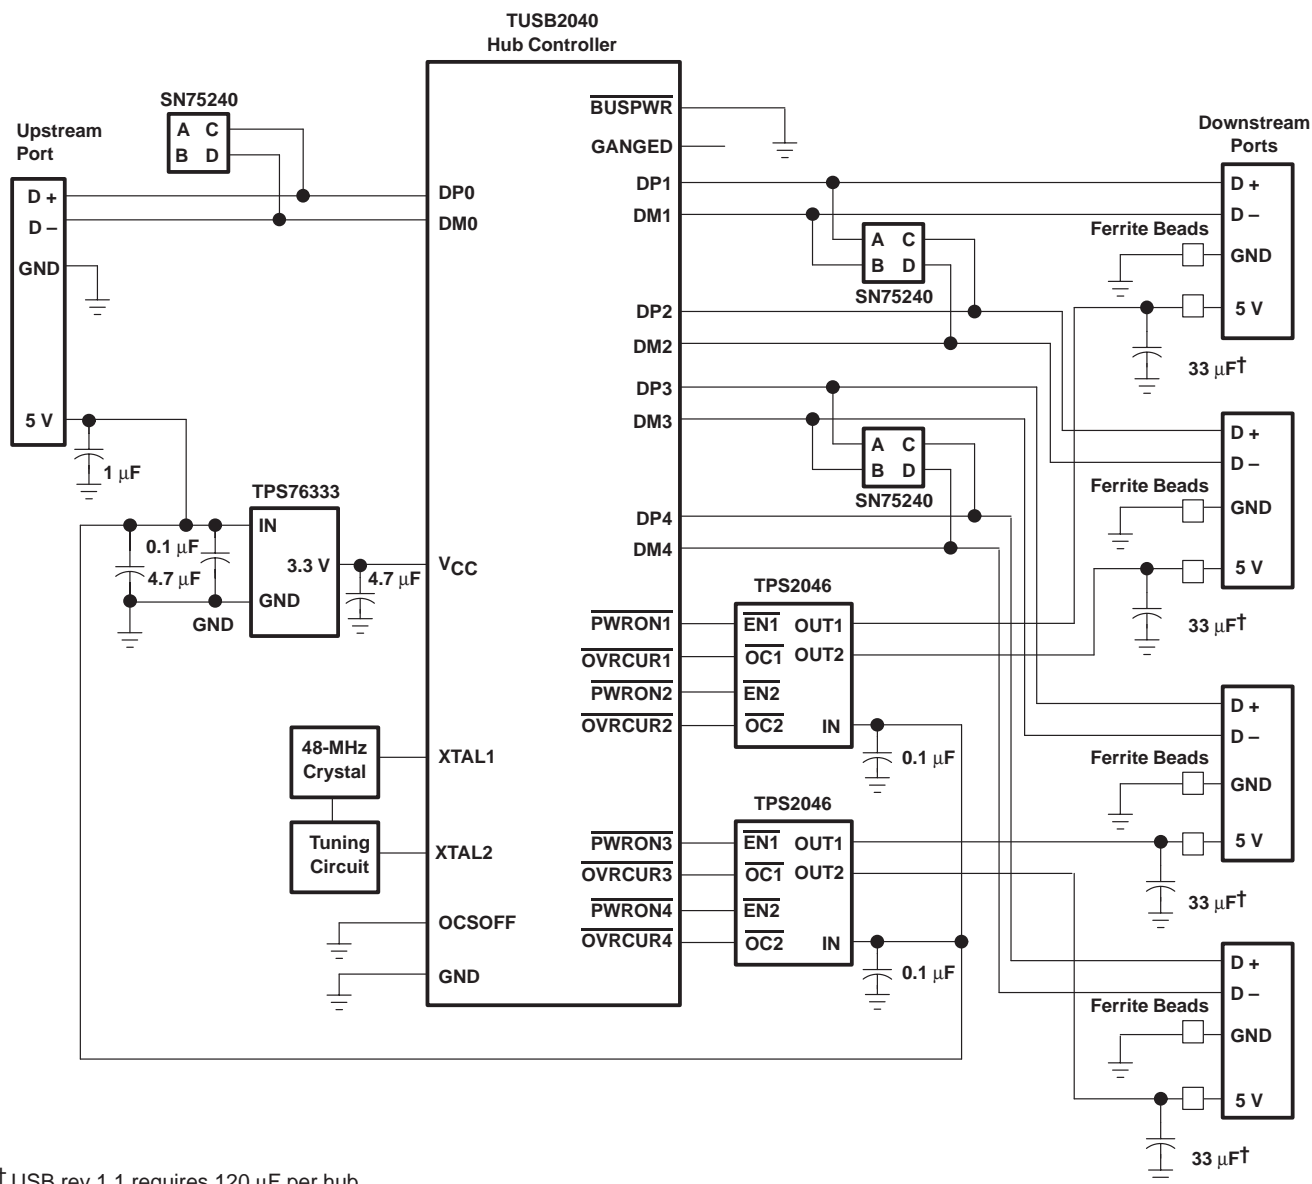 TUSB2040
Hub Controller
SN75240
A C
B D
Upstream
Port
D +
D –
GND
5 V
1 μF
TPS76333
IN
3.3 V
GND
0.1 μF
4.7 μF
GND
4.7 μF
48-MHz
Crystal
Tuning
Circuit
DP0
DM0
VCC
XTAL1
XTAL2
OCSOFF
GND
BUSPWR
GANGED
DP1
DM1
DP2
DM2
DP3
DM3
DP4
DM4
PWRON1
OVRCUR1
PWRON2
OVRCUR2
PWRON3
OVRCUR3
PWRON4
OVRCUR4
A C
B D
SN75240
A C
B D
SN75240
TPS2046
EN1 OUT1
OC1 OUT2
EN2
OC2 IN
0.1 μF
TPS2046
EN1 OUT1
OC1 OUT2
EN2
OC2 IN
0.1 μF
Downstream
Ports
D +
D –
Ferrite Beads
GND
5 V
33 μF†
D +
D –
Ferrite Beads
GND
5 V
33 μF†
D +
D –
Ferrite Beads
GND
5 V
33 μF†
D +
D –
Ferrite Beads
GND
5 V
33 μF†
† USB rev 1.1 requires 120 μF per hub